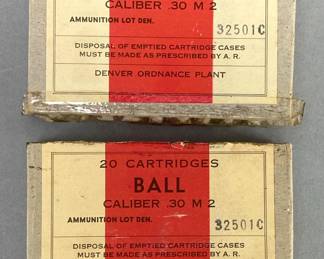 CALIBER .30 M 2
AMMUNITION LOT DEN. 32501C
DISPOSAL OF EMPTIED CARTRIDGE CASES
MUST BE MADE AS PRESCRIBED BY A. R.
DENVER ORDNANCE PLANT
20 CARTRIDGES
BALL
CALIBER .30 M 2
AMMUNITION LOT DEN. 32501C
DISPOSAL OF EMPTIED CARTRIDGE CASES
MUST BE MADE AS PRESCRIBED BY A. R.